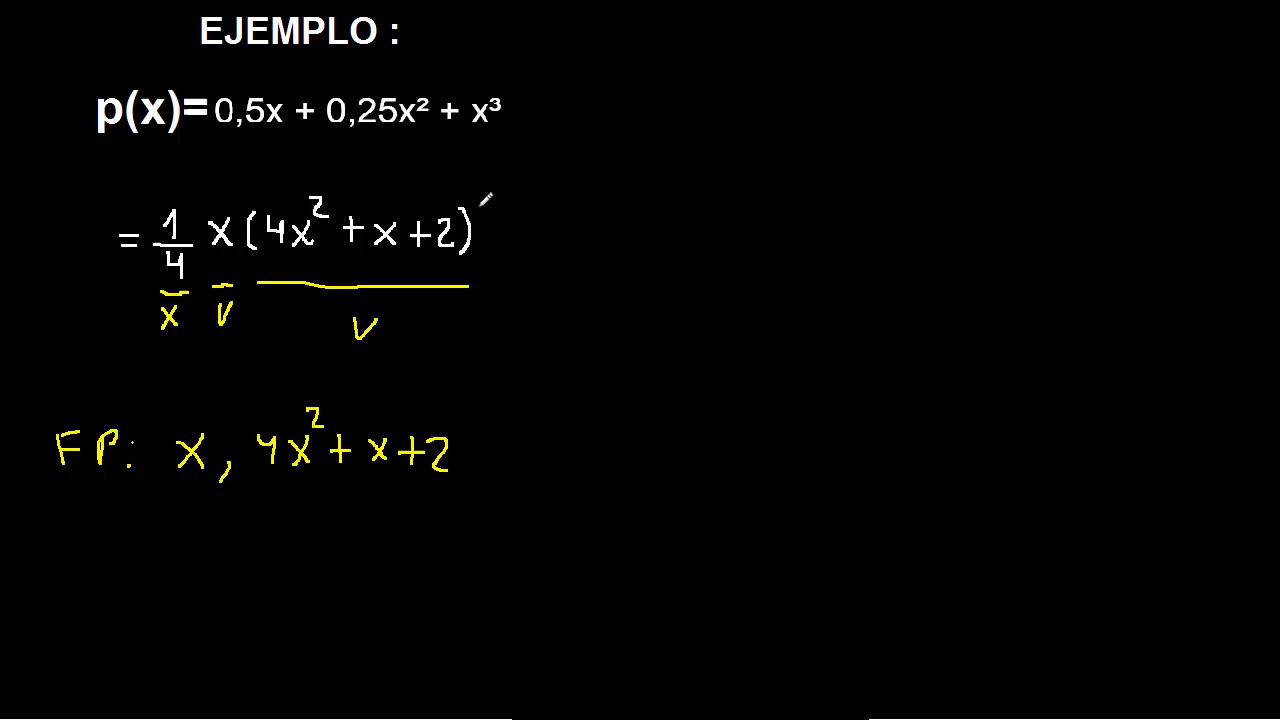 EJEMPLO :
p(x)= 0,5x + 0,25x² + x³
= 1/4 x (4x² + x + 2)
x v v
FP: x, 4x² + x + 2